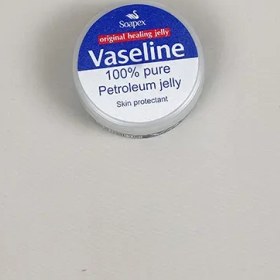 Soapex
original healing jelly
Vaseline
100% pure
Petroleum jelly
Skin protectant